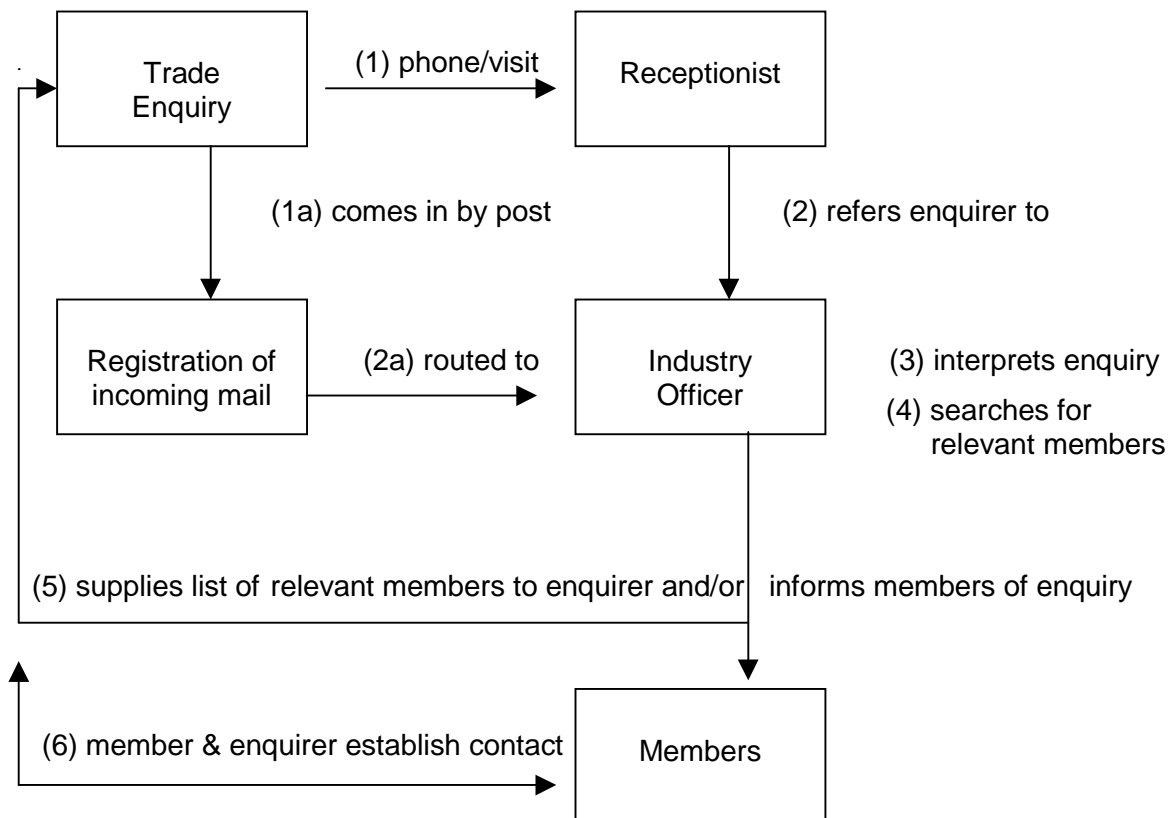 Trade
Enquiry
(1) phone/visit
Receptionist
(1a) comes in by post
(2) refers enquirer to
Registration of
incoming mail
(2a) routed to
Industry
Officer
(3) interprets enquiry
(4) searches for
relevant members
(5) supplies list of relevant members to enquirer and/or informs members of enquiry
(6) member & enquirer establish contact
Members